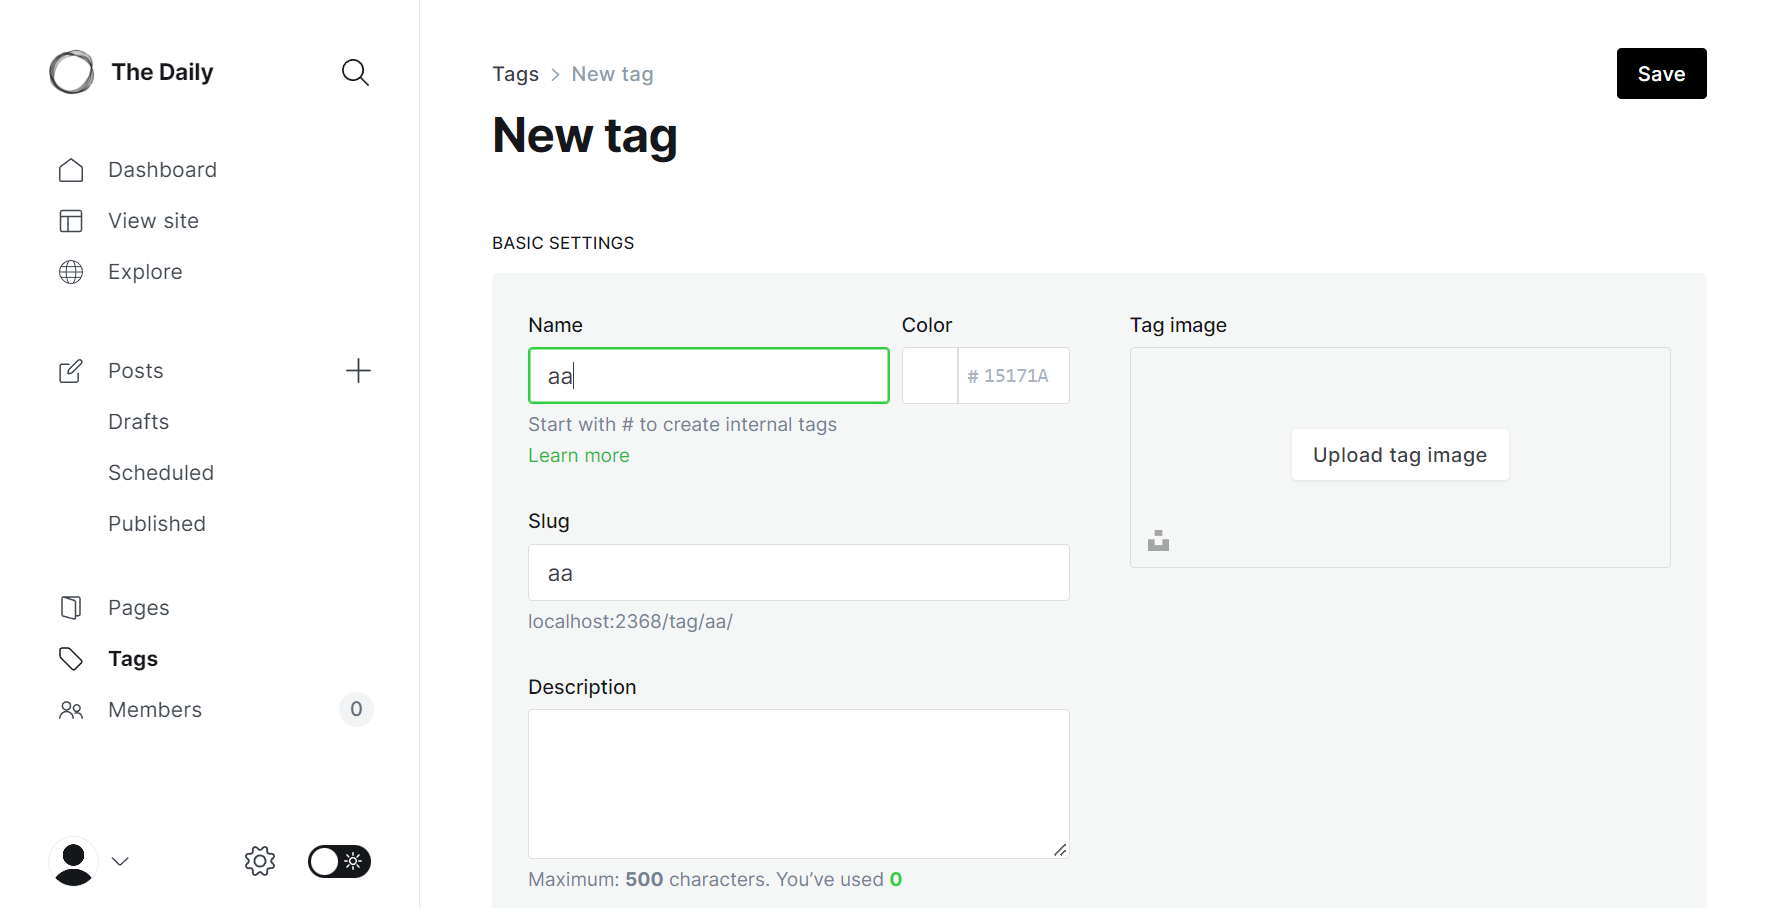 The Daily
Dashboard
View site
Explore
Posts
Drafts
Scheduled
Published
Pages
Tags
Members
0
Tags > New tag
Save
New tag
BASIC SETTINGS
Name
aa
Start with # to create internal tags
Learn more
Color
# 15171A
Slug
aa
localhost:2368/tag/aa/
Description
Maximum: 500 characters. You’ve used 0
Tag image
Upload tag image